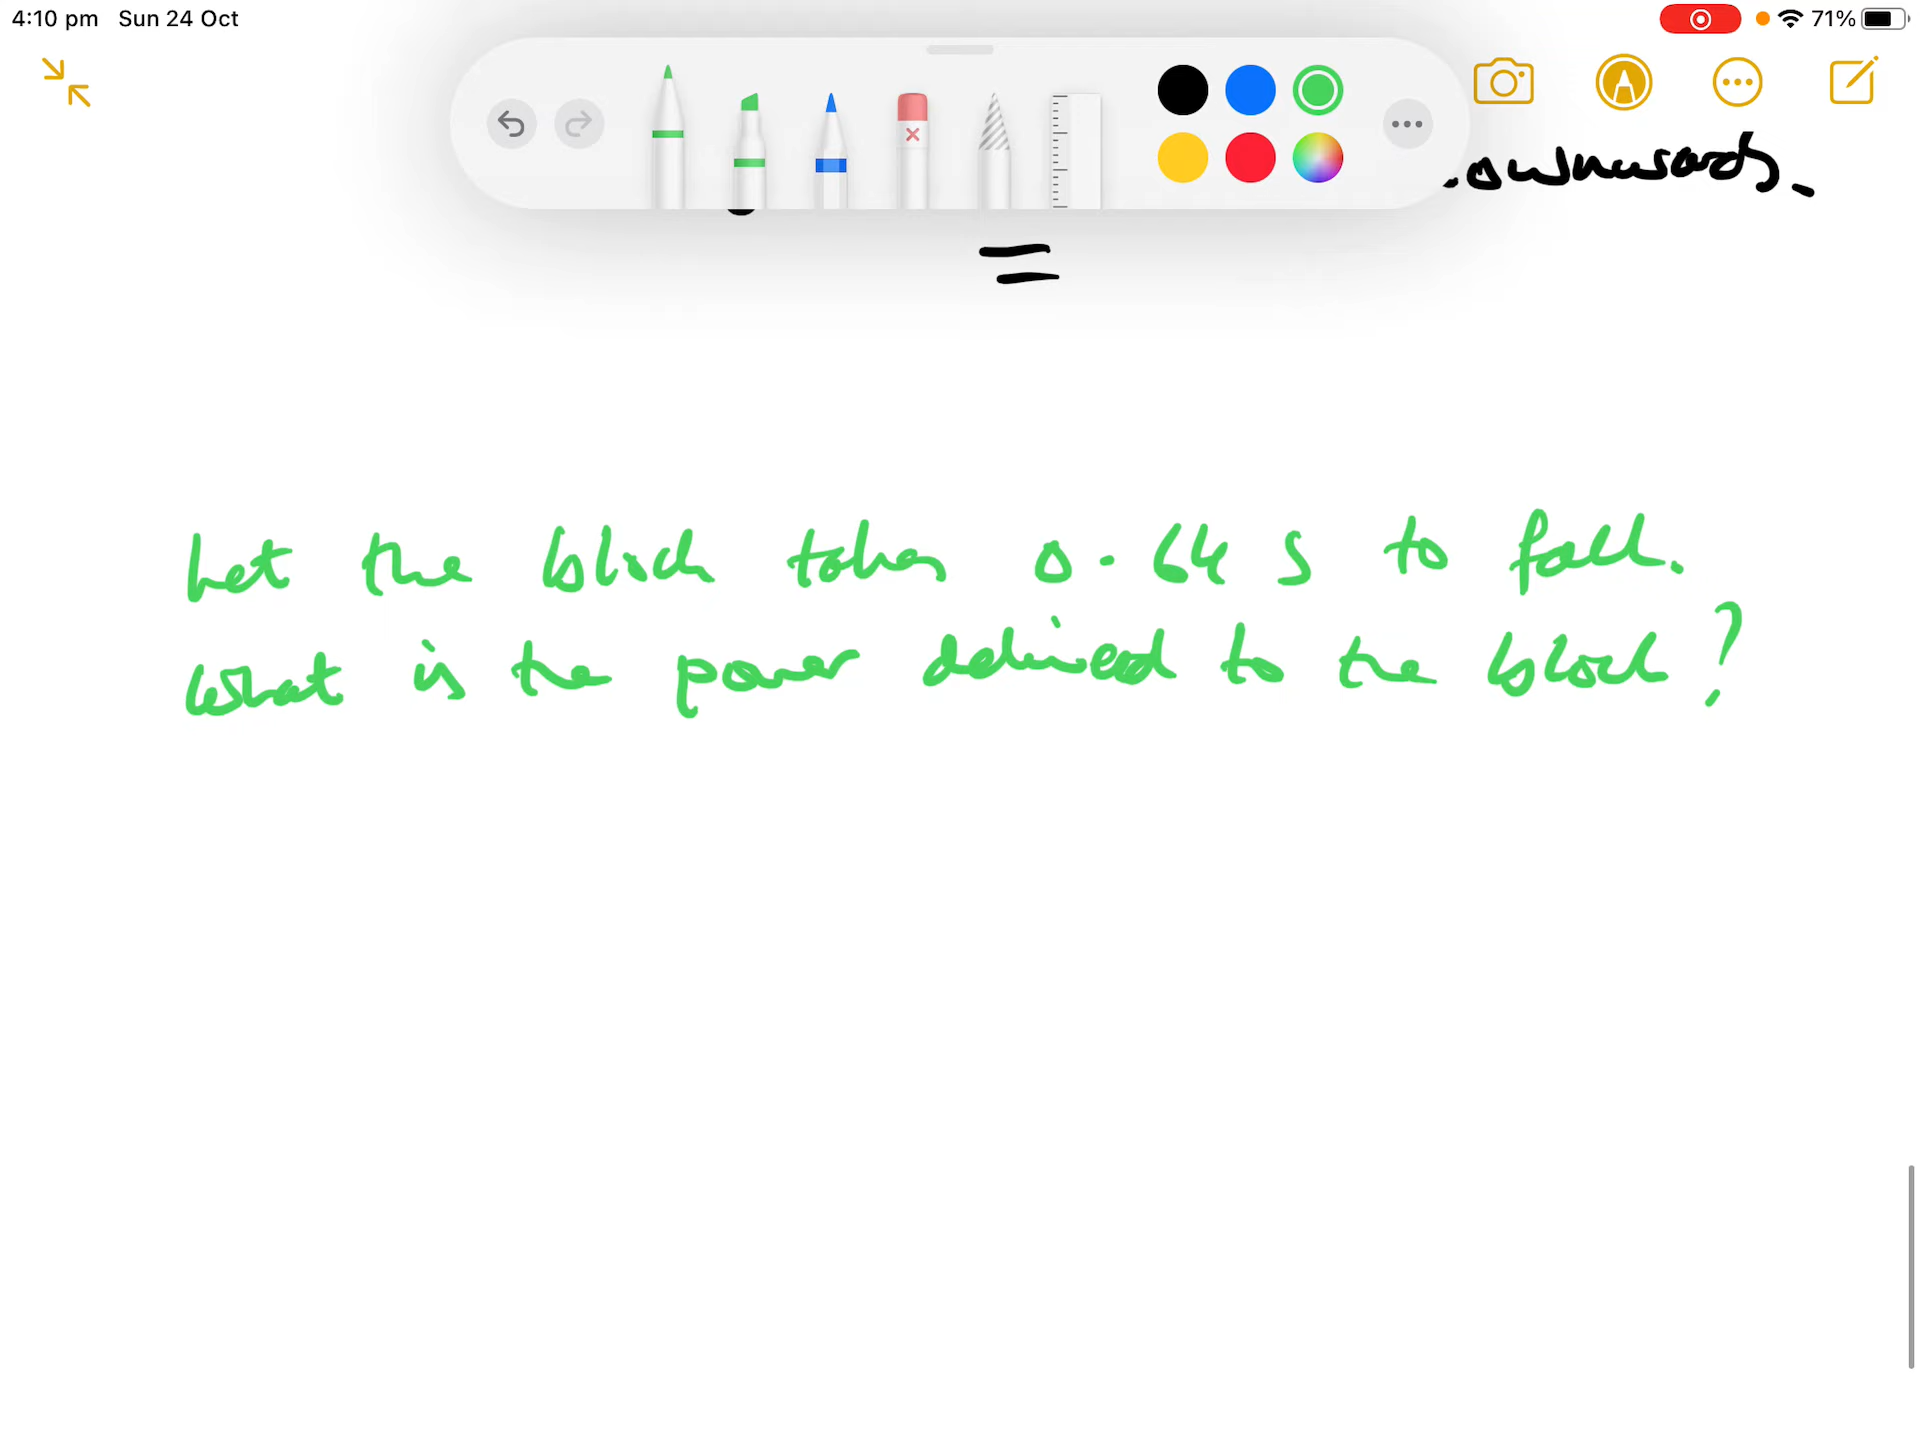 4:10 pm Sun 24 Oct
71%
ownwards.
=
Let the block takes 0.64 s to fall.
What is the power delivered to the block?